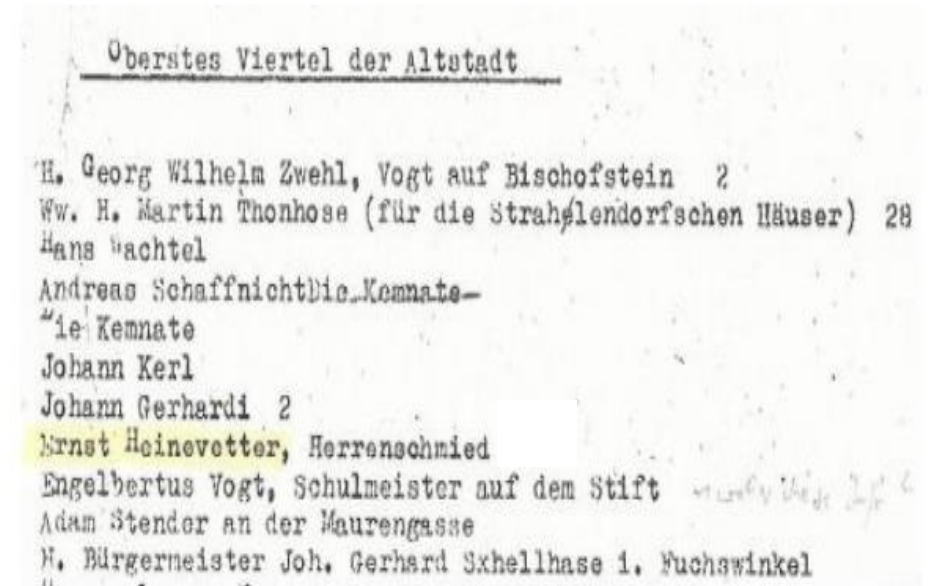 Oberstes Viertel der Altstadt
H. Georg Wilhelm Zwehl, Vogt auf Bischofstein 2
Ww. H. Martin Thonhose (für die Strahelendorfschen Häuser) 28
Hans Wachtel
Andreas SchaffnichtDie Kemnate
Die Kemnate
Johann Kerl
Johann Gerhardi 2
Ernst Heinevetter, Herrenschmied
Engelbertus Vogt, Schulmeister auf dem Stift
Adam Stender an der Maurengasse
H. Bürgermeister Joh. Gerhard Sxhellhase i. Fuchswinkel